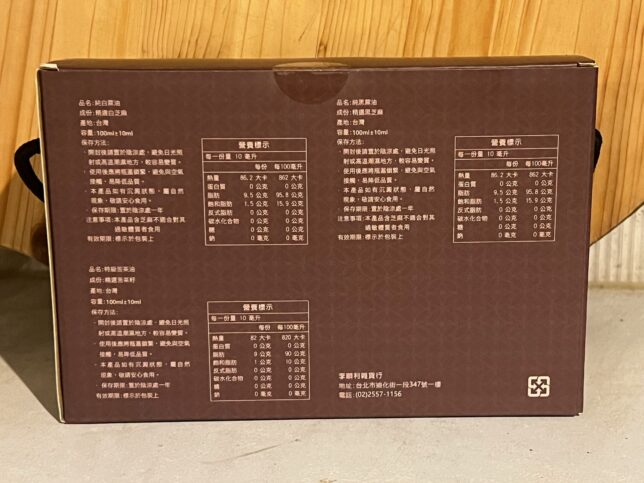 品名:純白麻油
成份:精選白芝麻
產地:台灣
容量:100ml±10ml
保存方法:
．開封後請置於陰涼處，避免日光照
射或高溫潮濕地方，較容易變質。
．使用後應將瓶蓋鎖緊，避免與空氣
接觸，易降低品質。
．本產品如有沉澱狀態，屬自然
現象，敬請安心食用。
．保存期限:置於陰涼處一年
注意事項:本產品含芝麻不適合對其
過敏體質者食用
有效期限:標示於包裝上
營養標示
每一份量 10 毫升
每份 每100毫升
熱量 86.2 大卡 862 大卡
蛋白質 0 公克 0 公克
脂肪 9.5 公克 95.8 公克
飽和脂肪 1.5 公克 15.9 公克
反式脂肪 0 公克 0 公克
碳水化合物 0 公克 0 公克
糖 0 公克 0 公克
鈉 0 毫克 0 毫克
品名:純黑麻油
成份:精選黑芝麻
產地:台灣
容量:100ml±10ml
保存方法:
．開封後請置於陰涼處，避免日光照
射或高溫潮濕地方，較容易變質。
．使用後應將瓶蓋鎖緊，避免與空氣
接觸，易降低品質。
．本產品如有沉澱狀態，屬自然
現象，敬請安心食用。
．保存期限:置於陰涼處一年
注意事項:本產品含芝麻不適合對其
過敏體質者食用
有效期限:標示於包裝上
營養標示
每一份量 10 毫升
每份 每100毫升
熱量 86.2 大卡 862 大卡
蛋白質 0 公克 0 公克
脂肪 9.5 公克 95.8 公克
飽和脂肪 1.5 公克 15.9 公克
反式脂肪 0 公克 0 公克
碳水化合物 0 公克 0 公克
糖 0 公克 0 公克
鈉 0 毫克 0 毫克
品名:特級苦茶油
成份:精選苦茶籽
產地:台灣
容量:100ml±10ml
保存方法:
．開封後請置於陰涼處，避免日光照
射或高溫潮濕地方，較容易變質。
．使用後應將瓶蓋鎖緊，避免與空氣
接觸，易降低品質。
．本產品如有沉澱狀態，屬自然
現象，敬請安心食用。
．保存期限:置於陰涼處一年
有效期限:標示於包裝上
營養標示
每一份量 10 毫升
每份 每100毫升
熱量 82 大卡 820 大卡
蛋白質 0 公克 0 公克
脂肪 9 公克 90 公克
飽和脂肪 1 公克 10 公克
反式脂肪 0 公克 0 公克
碳水化合物 0 公克 0 公克
糖 0 公克 0 公克
鈉 0 毫克 0 毫克
李順利雜貨行
地址:台北市迪化街一段347號一樓
電話:(02)2557-1156